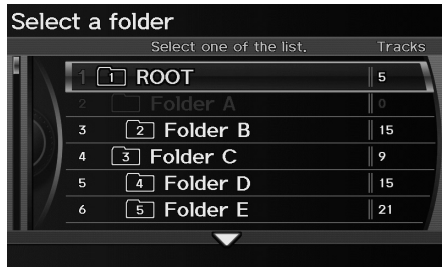 Select a folder
Select one of the list. Tracks
1 1 ROOT 5
2 Folder A 0
3 2 Folder B 15
4 3 Folder C 9
5 4 Folder D 15
6 5 Folder E 21